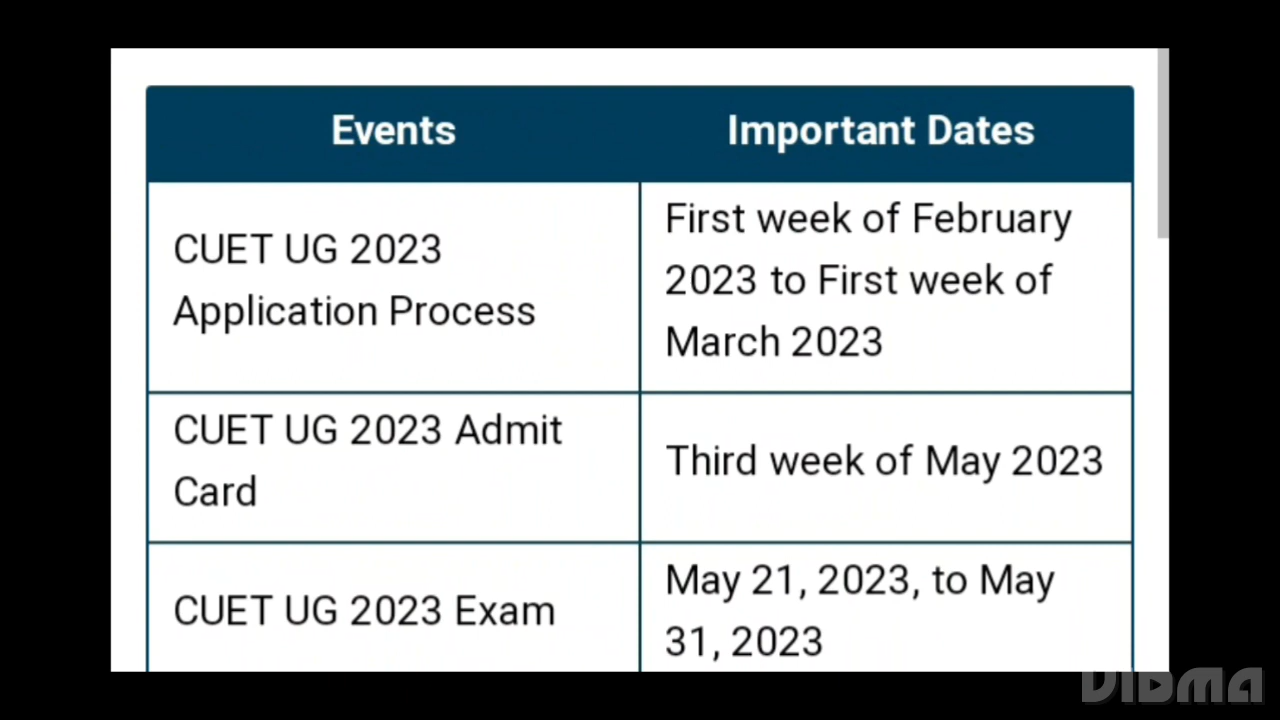 Events
Important Dates
CUET UG 2023
Application Process
First week of February
2023 to First week of
March 2023
CUET UG 2023 Admit
Card
Third week of May 2023
CUET UG 2023 Exam
May 21, 2023, to May
31, 2023